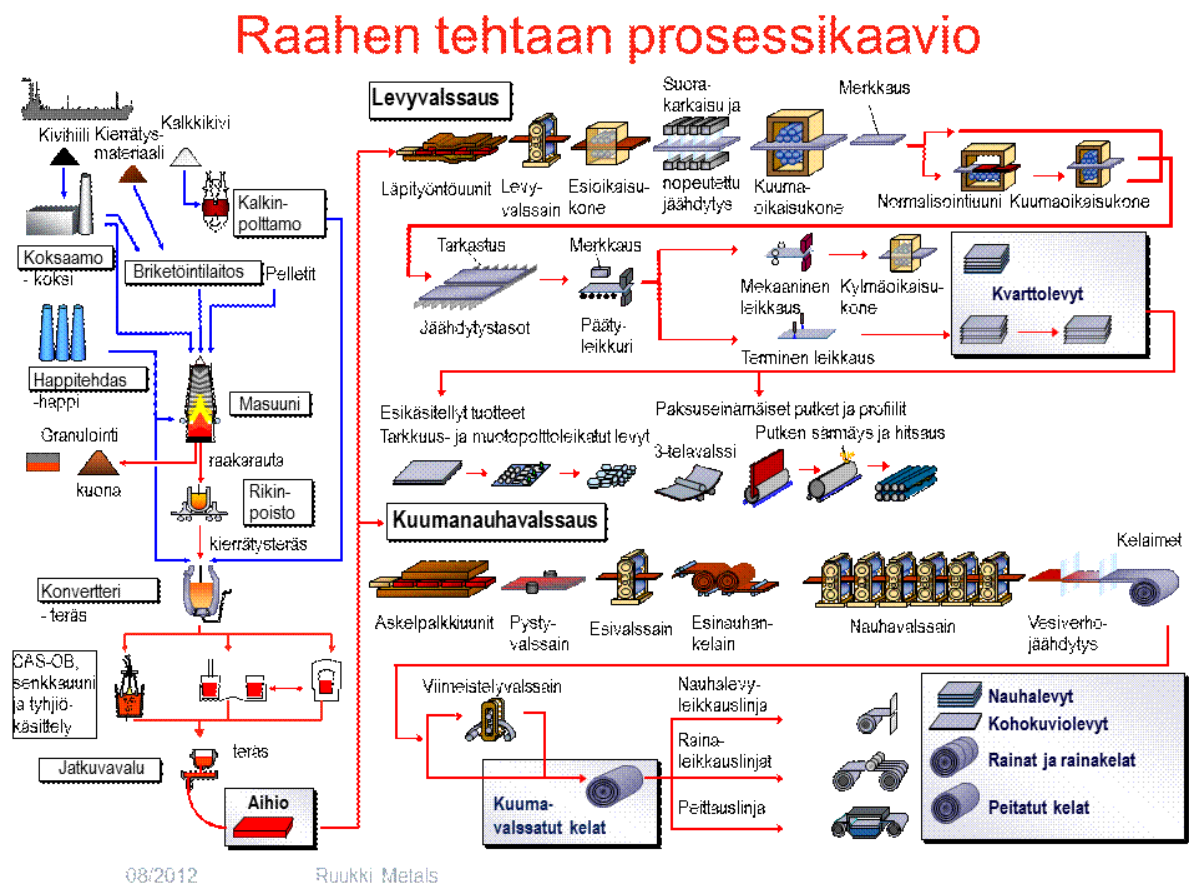 Raahen tehtaan prosessikaavio
Kivihiili
Kierrätys-
materiaali
Kalkkikivi
Kalkin-
polttamo
Koksaamo
- koksi
Briketöintilaitos
Pelletit
Happitehdas
-happi
Masuuni
Granulointi
kuona
raakarauta
Rikin-
poisto
kierrätysteräs
Konvertteri
- teräs
CAS-OB,
senkkauuni
ja tyhjiö-
käsittely
teräs
Jatkuvavalu
Aihio
Levyvalssaus
Läpityöntöuunit
Levy-
valssain
Esioikaisu-
kone
Suora-
karkaisu ja
nopeutettu
jäähdytys
Kuuma-
oikaisukone
Merkkaus
Normalisointiuuni
Kuumaoikaisukone
Tarkastus
Jäähdytystasot
Merkkaus
Pääty-
leikkuri
Mekaaninen
leikkaus
Kylmäoikaisu-
kone
Terminen leikkaus
Kvarttolevyt
Esikäsitellyt tuotteet
Tarkkuus- ja muotopolttoleikatut levyt
Paksuseinämäiset putket ja profiilit
3-telavalssi
Putken särmäys ja hitsaus
Kuumanauhavalssaus
Askelpalkkiuunit
Pysty-
valssain
Esivalssain
Esinauhan-
kelain
Nauhavalssain
Vesiverho-
jäähdytys
Kelaimet
Viimeistelyvalssain
Kuuma-
valssatut kelat
Nauhalevy-
leikkauslinja
Raina-
leikkauslinjat
Peittauslinja
Nauhalevyt
Kohokuviolevyt
Rainat ja rainakelat
Peitatut kelat
08/2012
Ruukki Metals